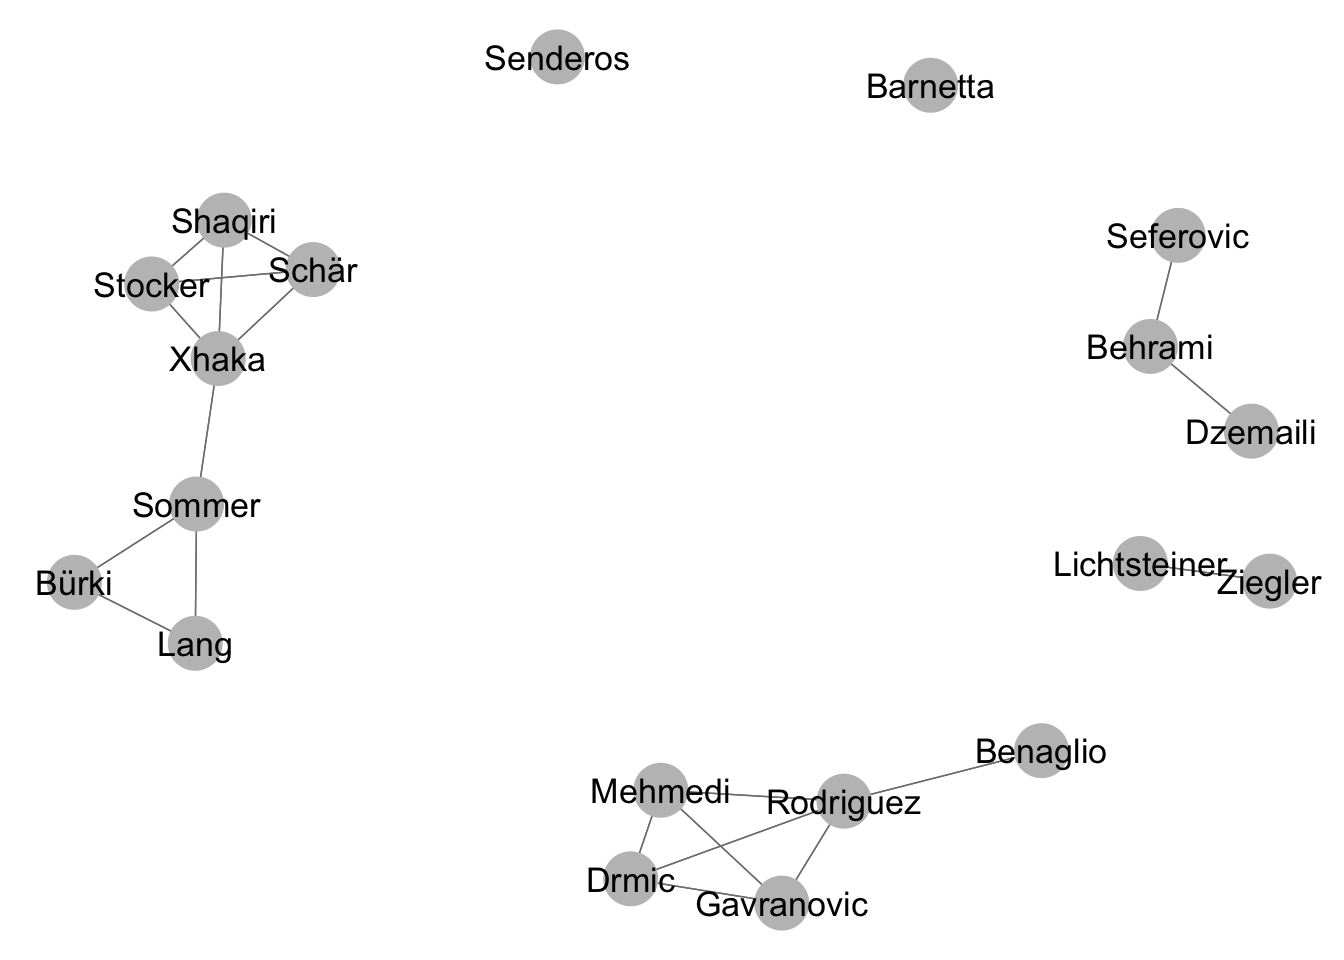 Senderos
Barnetta
Shaqiri
Seferovic
Schär
Stocker
Behrami
Xhaka
Dzemaili
Sommer
Lichtsteiner
Ziegler
Bürki
Lang
Benaglio
Mehmedi
Rodriguez
Drmic
Gavranovic